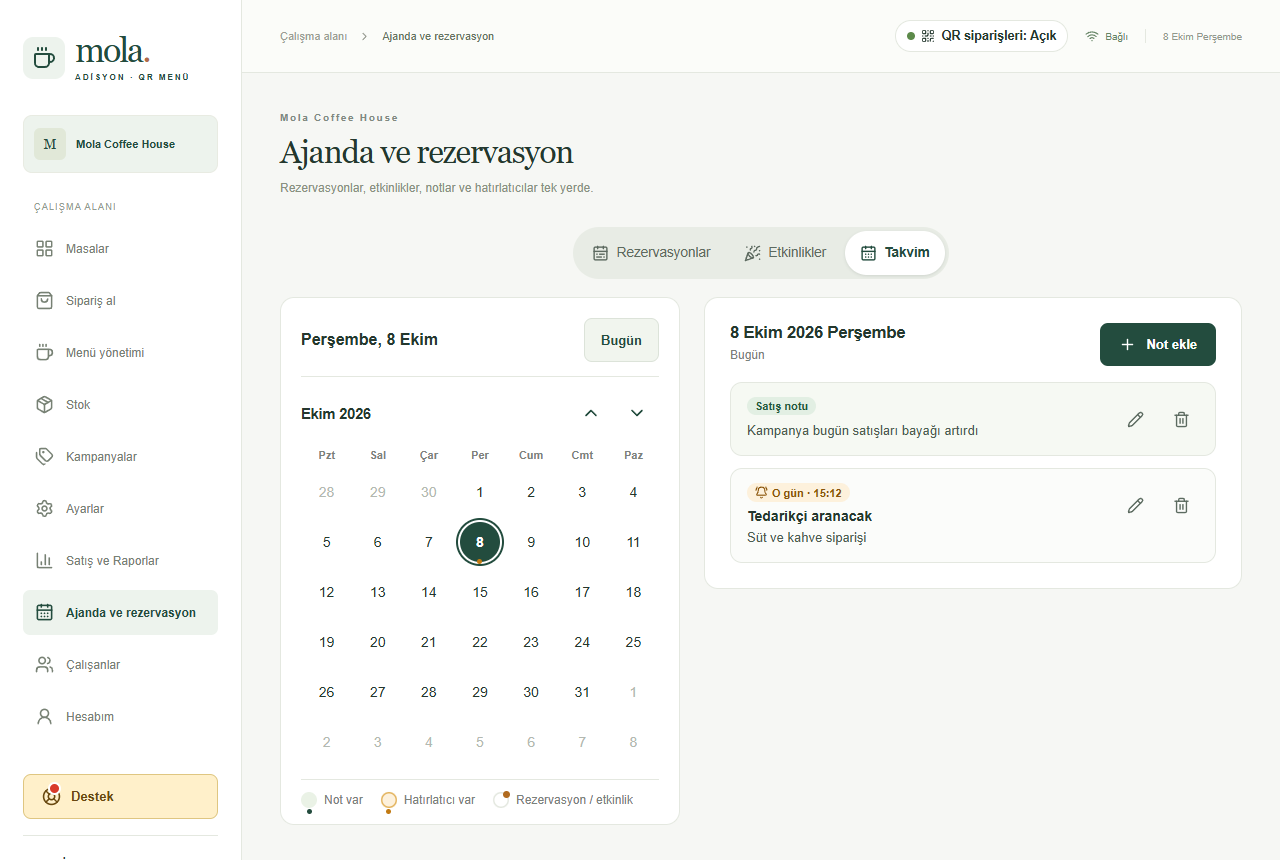 mola.
ADİSYON · QR MENÜ
M Mola Coffee House
ÇALIŞMA ALANI
Masalar
Sipariş al
Menü yönetimi
Stok
Kampanyalar
Ayarlar
Satış ve Raporlar
Ajanda ve rezervasyon
Çalışanlar
Hesabım
Destek
Çalışma alanı > Ajanda ve rezervasyon
QR siparişleri: Açık
Bağlı
8 Ekim Perşembe
Mola Coffee House
Ajanda ve rezervasyon
Rezervasyonlar, etkinlikler, notlar ve hatırlatıcılar tek yerde.
Rezervasyonlar Etkinlikler Takvim
Perşembe, 8 Ekim Bugün
Ekim 2026
Pzt Sal Çar Per Cum Cmt Paz
28 29 30 1 2 3 4
5 6 7 8 9 10 11
12 13 14 15 16 17 18
19 20 21 22 23 24 25
26 27 28 29 30 31 1
2 3 4 5 6 7 8
Not var Hatırlatıcı var Rezervasyon / etkinlik
8 Ekim 2026 Perşembe
Bugün
+ Not ekle
Satış notu
Kampanya bugün satışları bayağı artırdı
O gün · 15:12
Tedarikçi aranacak
Süt ve kahve siparişi